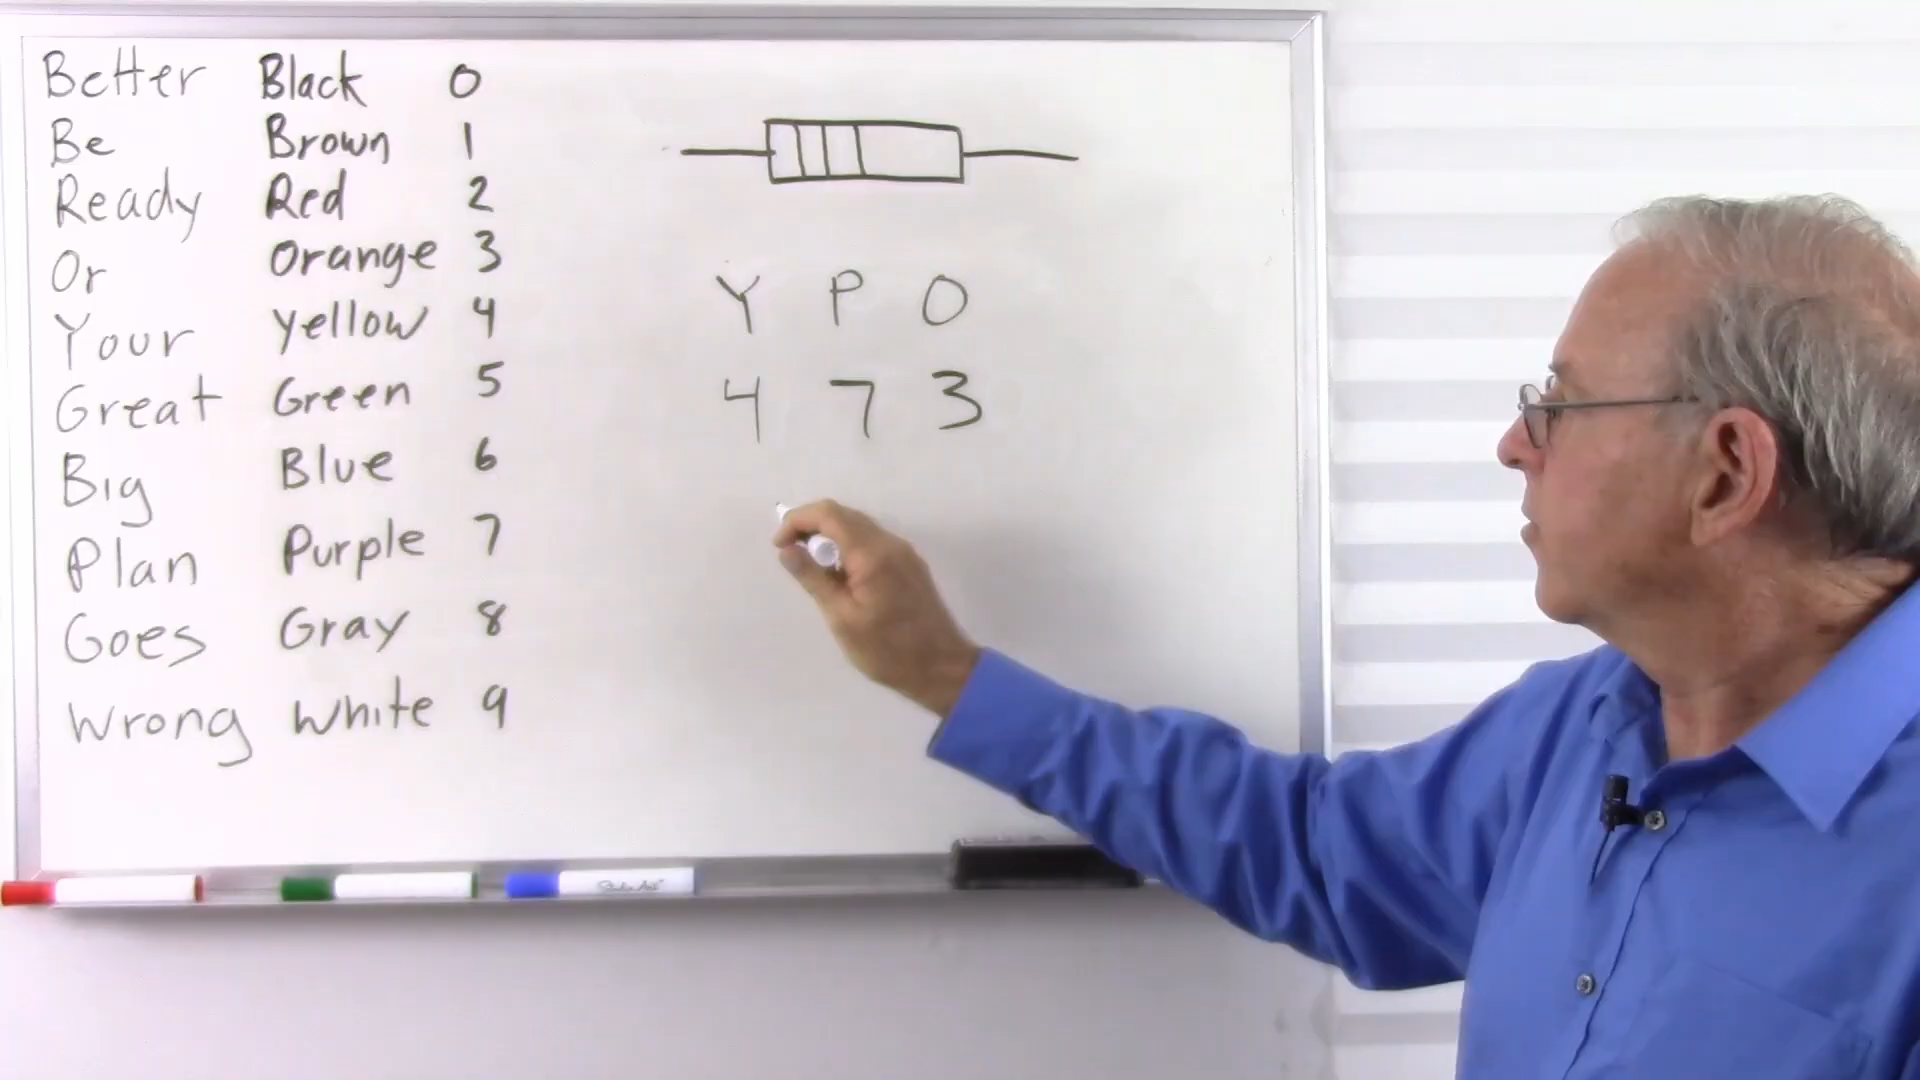 Better Black 0
Be Brown 1
Ready Red 2
Or Orange 3
Your Yellow 4
Great Green 5
Big Blue 6
Plan Purple 7
Goes Gray 8
Wrong White 9
Y P O
4 7 3